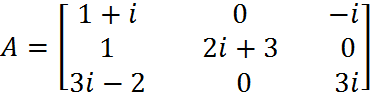 A = [ 1 + i 0 −i
1 2i + 3 0
3i − 2 0 3i ]